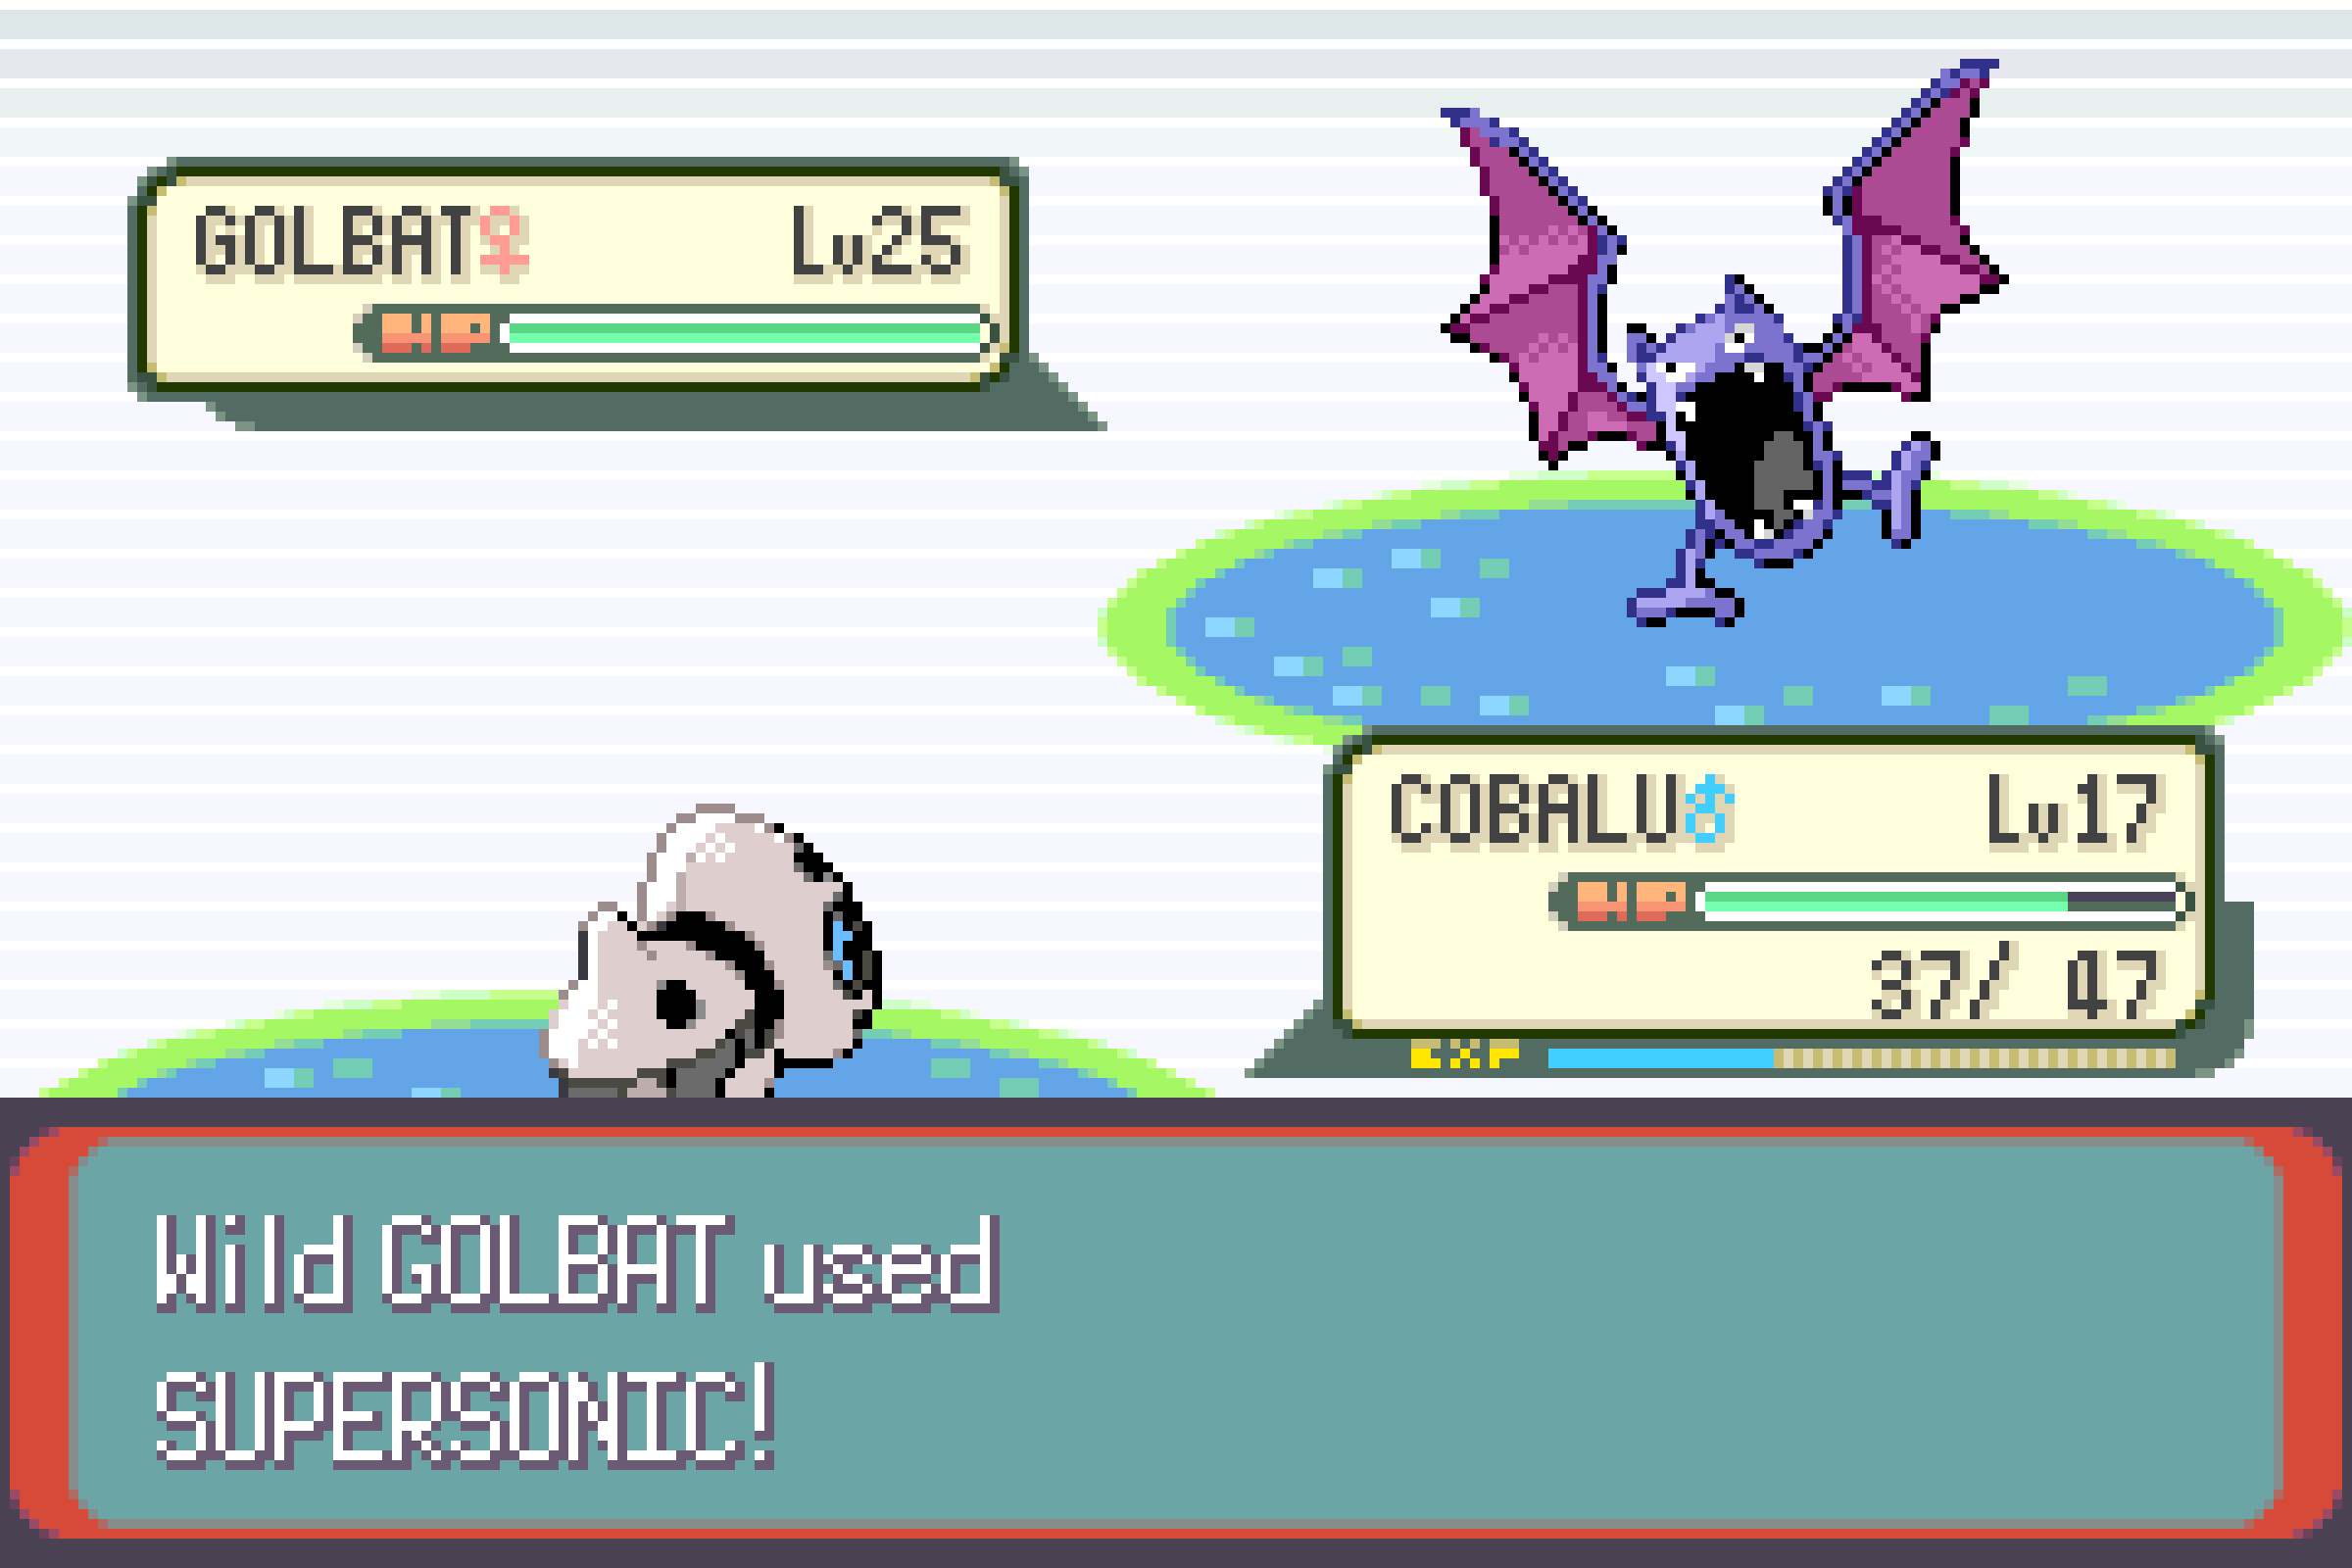 GOLBAT♀ Lv25
HP
COBALU♂ Lv17
HP
37/ 47
EXP
Wild GOLBAT used
SUPERSONIC!